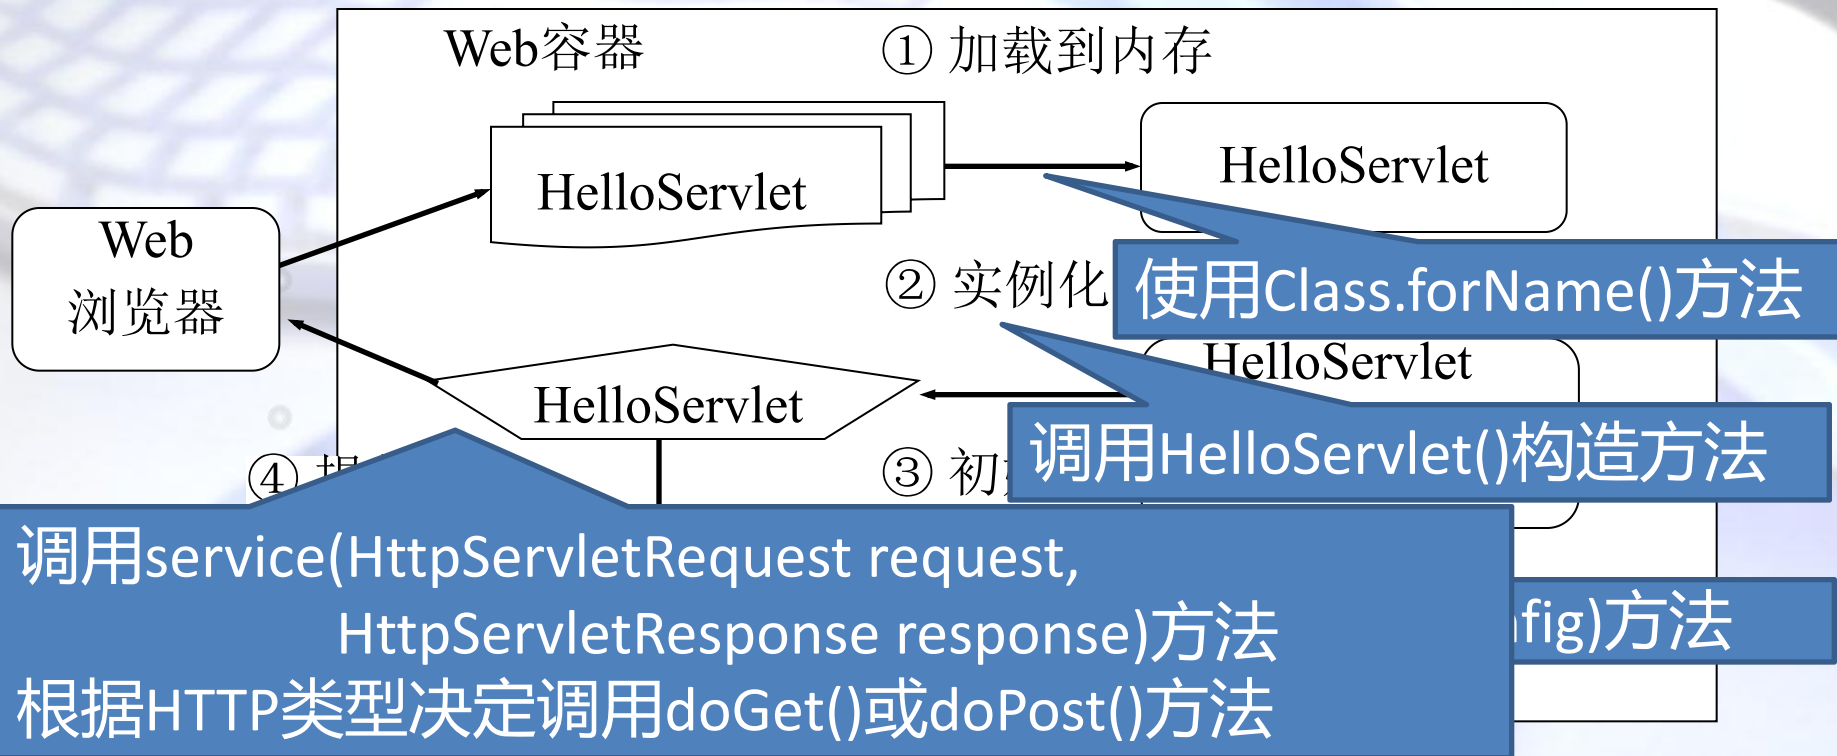 Web容器
① 加载到内存
HelloServlet
HelloServlet
Web
浏览器
② 实例化
使用Class.forName()方法
HelloServlet
HelloServlet
调用HelloServlet()构造方法
④
③ 初
调用service(HttpServletRequest request,
HttpServletResponse response)方法
根据HTTP类型决定调用doGet()或doPost()方法
fig)方法